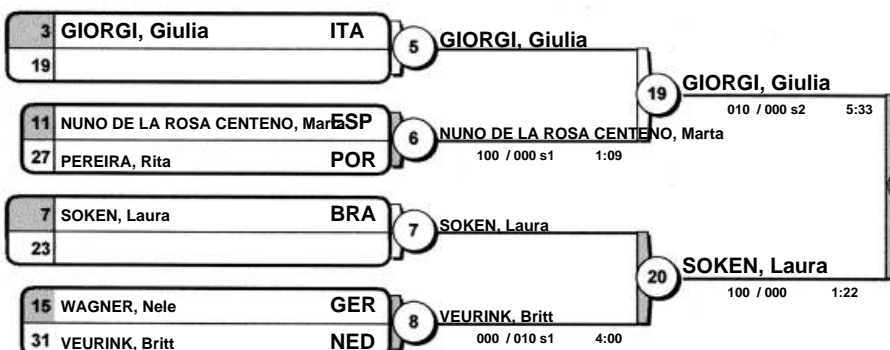 3 GIORGI, Giulia ITA
19
5 GIORGI, Giulia
11 NUNO DE LA ROSA CENTENO, Marta ESP
27 PEREIRA, Rita POR
6 NUNO DE LA ROSA CENTENO, Marta
100 / 000 s1 1:09
19 GIORGI, Giulia
010 / 000 s2 5:33
7 SOKEN, Laura BRA
23
7 SOKEN, Laura
15 WAGNER, Nele GER
31 VEURINK, Britt NED
8 VEURINK, Britt
000 / 010 s1 4:00
20 SOKEN, Laura
100 / 000 1:22